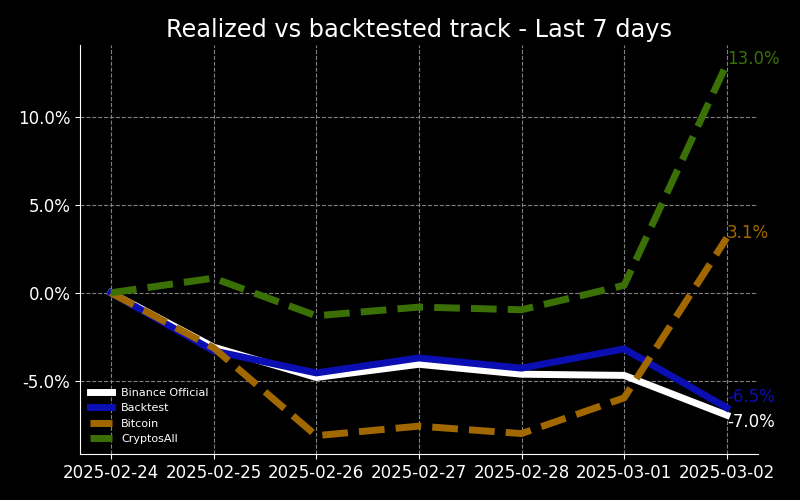 Realized vs backtested track - Last 7 days
13.0%
10.0%
5.0%
3.1%
0.0%
-5.0%
-6.5%
-7.0%
Binance Official
Backtest
Bitcoin
CryptosAll
2025-02-24 2025-02-25 2025-02-26 2025-02-27 2025-02-28 2025-03-01 2025-03-02